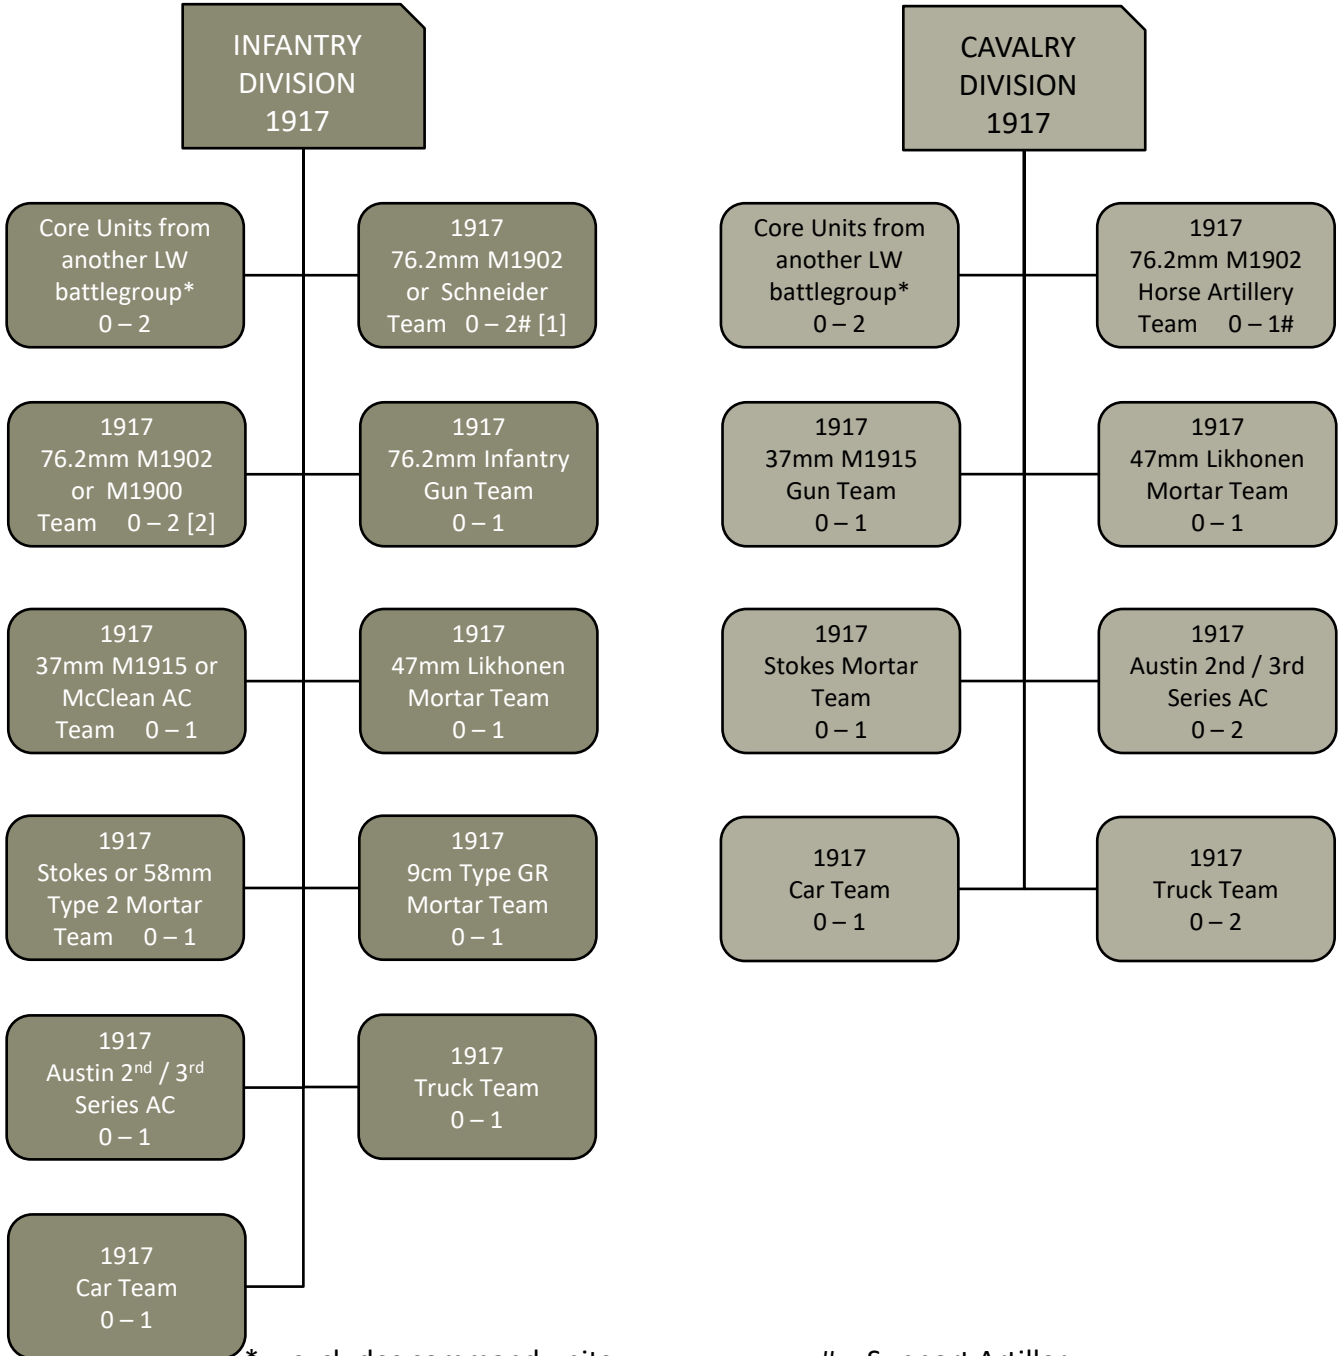 INFANTRY
DIVISION
1917
Core Units from
another LW
battlegroup*
0 – 2
1917
76.2mm M1902
or Schneider
Team 0 – 2# [1]
1917
76.2mm M1902
or M1900
Team 0 – 2 [2]
1917
76.2mm Infantry
Gun Team
0 – 1
1917
37mm M1915 or
McClean AC
Team 0 – 1
1917
47mm Likhonen
Mortar Team
0 – 1
1917
Stokes or 58mm
Type 2 Mortar
Team 0 – 1
1917
9cm Type GR
Mortar Team
0 – 1
1917
Austin 2nd / 3rd
Series AC
0 – 1
1917
Truck Team
0 – 1
1917
Car Team
0 – 1
CAVALRY
DIVISION
1917
Core Units from
another LW
battlegroup*
0 – 2
1917
76.2mm M1902
Horse Artillery
Team 0 – 1#
1917
37mm M1915
Gun Team
0 – 1
1917
47mm Likhonen
Mortar Team
0 – 1
1917
Stokes Mortar
Team
0 – 1
1917
Austin 2nd / 3rd
Series AC
0 – 2
1917
Car Team
0 – 1
1917
Truck Team
0 – 2